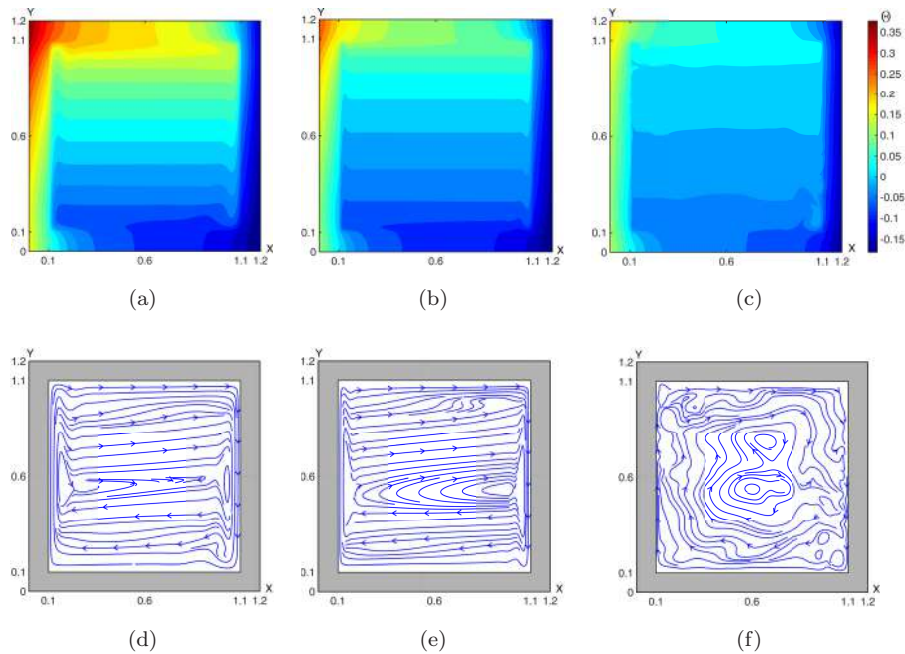 Y Y Y Θ
1.2 1.2 1.2
1.1 1.1 1.1 0.35
0.3
0.25
0.2
0.6 0.6 0.6 0.15
0.1
0.05
0
-0.05
0.1 0.1 0.1 -0.1
0 X 0 X 0 X -0.15
0.1 0.6 1.1 1.2 0.1 0.6 1.1 1.2 0.1 0.6 1.1 1.2
(a) (b) (c)
Y Y Y
1.2 1.2 1.2
1.1 1.1 1.1
0.6 0.6 0.6
0.1 0.1 0.1
0 X 0 X 0 X
0.1 0.6 1.1 1.2 0.1 0.6 1.1 1.2 0.1 0.6 1.1 1.2
(d) (e) (f)